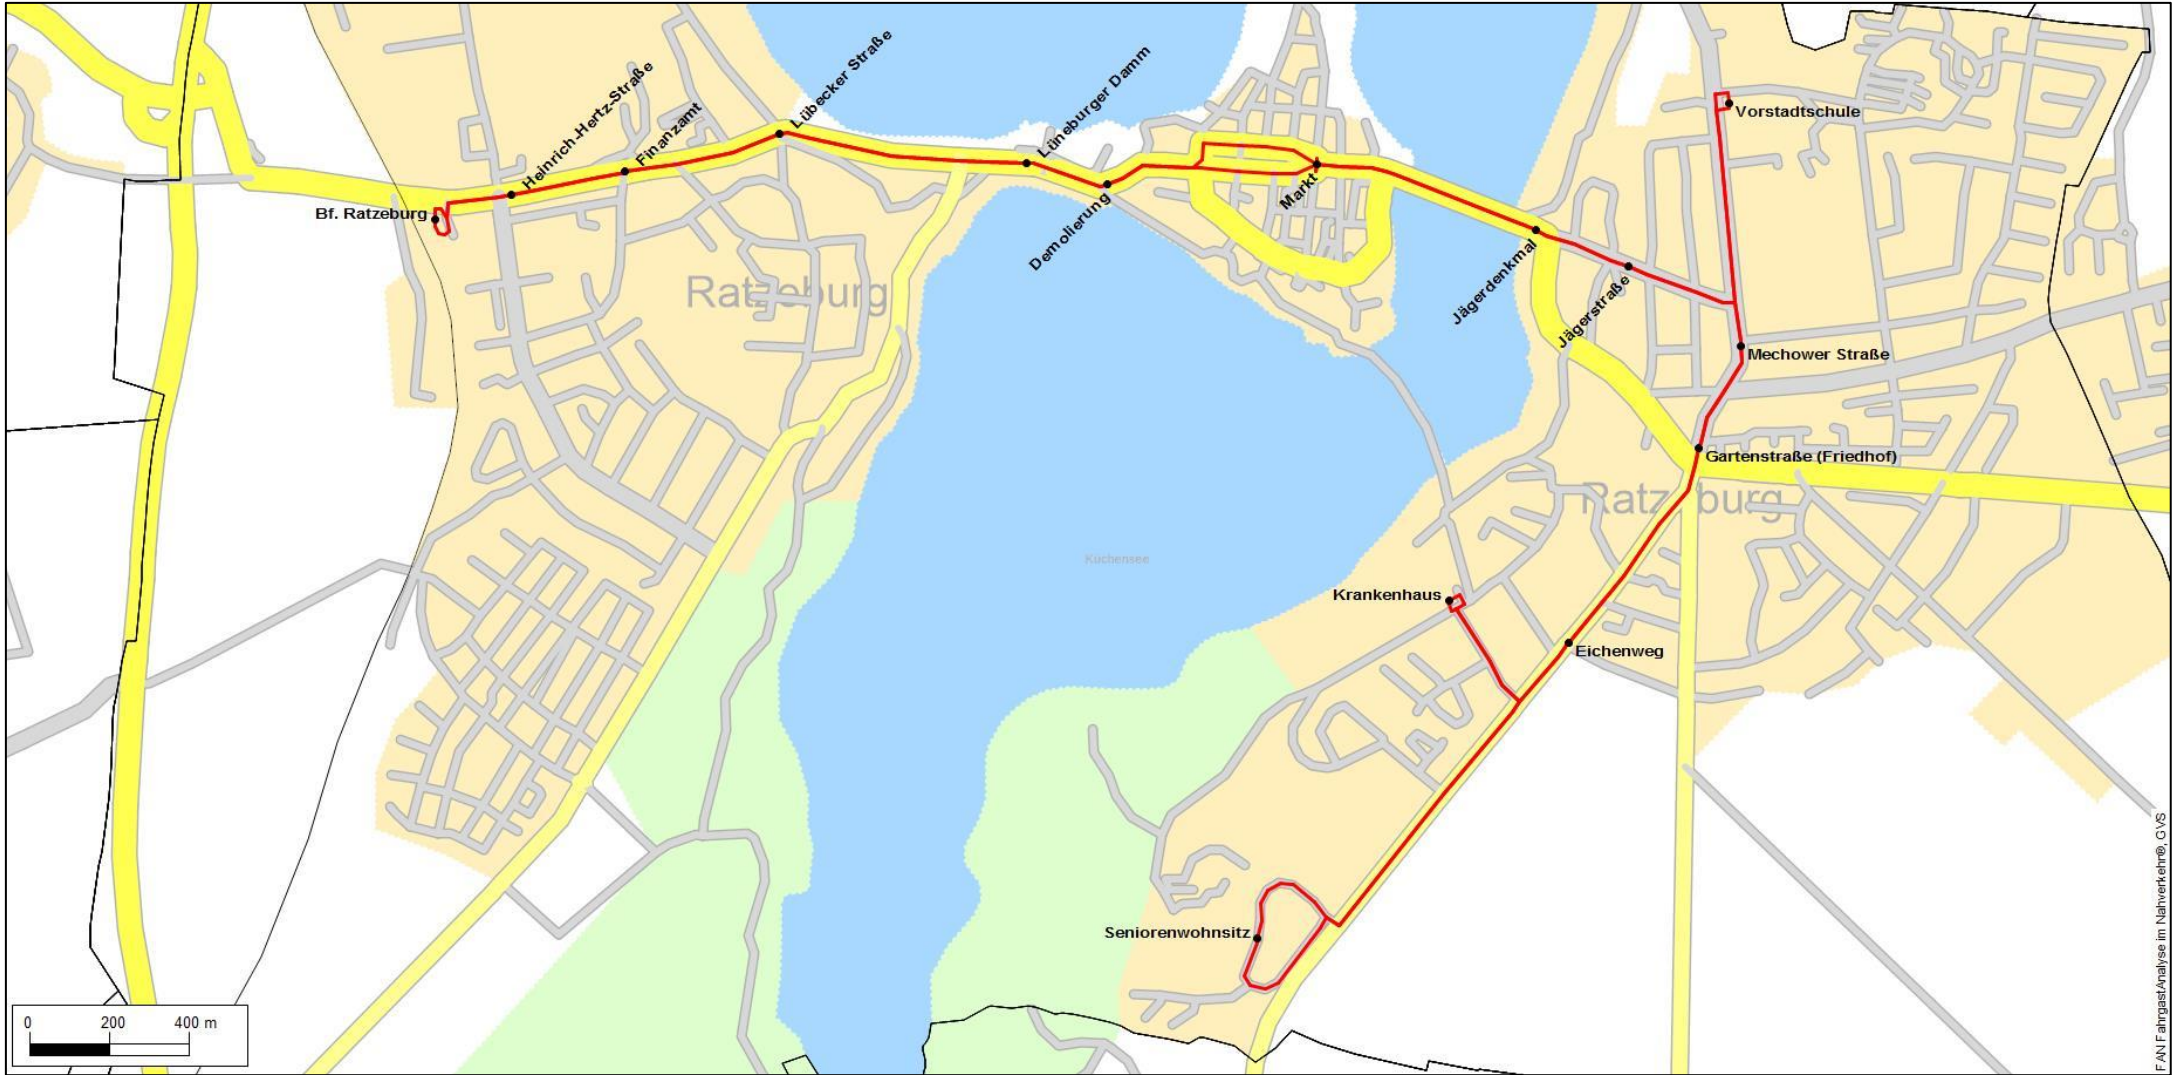 Lübecker Straße
Lüneburger Damm
Heinrich-Hertz-Straße
Finanzamt
Vorstadtschule
Bf. Ratzeburg
Demolierung
Markt
Jägerdenkmal
Jägerstraße
Ratzeburg
Mechower Straße
Gartenstraße (Friedhof)
Ratzeburg
Küchensee
Krankenhaus
Eichenweg
Seniorenwohnsitz
0 200 400 m
FAN FahrgastAnalyse im Nahverkehr®, GVS